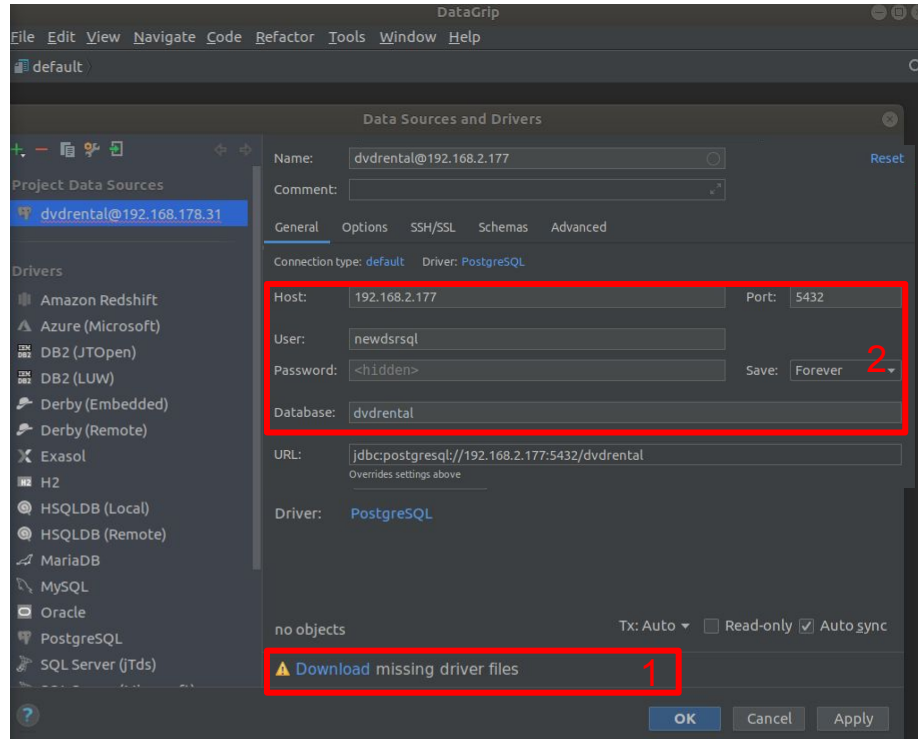 DataGrip
File Edit View Navigate Code Refactor Tools Window Help
default
Data Sources and Drivers
Project Data Sources
dvdrental@192.168.178.31
Drivers
Amazon Redshift
Azure (Microsoft)
DB2 (JTOpen)
DB2 (LUW)
Derby (Embedded)
Derby (Remote)
Exasol
H2
HSQLDB (Local)
HSQLDB (Remote)
MariaDB
MySQL
Oracle
PostgreSQL
SQL Server (jTds)
Name: dvdrental@192.168.2.177 Reset
Comment:
General Options SSH/SSL Schemas Advanced
Connection type: default Driver: PostgreSQL
Host: 192.168.2.177 Port: 5432
User: newdsrsql
Password: <hidden> Save: Forever 2
Database: dvdrental
URL: jdbc:postgresql://192.168.2.177:5432/dvdrental
Overrides settings above
Driver: PostgreSQL
no objects Tx: Auto Read-only Auto sync
Download missing driver files 1
? OK Cancel Apply